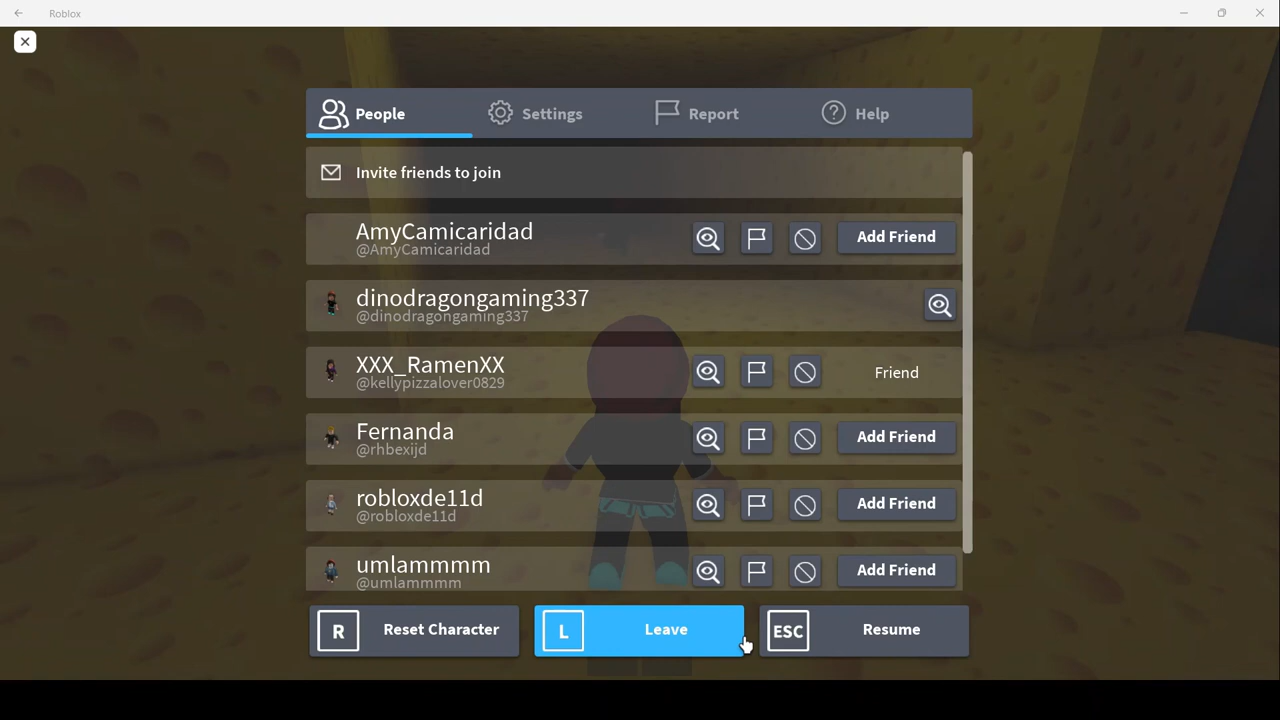 Roblox
People
Settings
Report
Help
Invite friends to join
AmyCamicaridad
@AmyCamicaridad
Add Friend
dinodragongaming337
@dinodragongaming337
XXX_RamenXX
@kellypizzalover0829
Friend
Fernanda
@rhbexijd
Add Friend
robloxde11d
@robloxde11d
Add Friend
umlammmm
@umlammmm
Add Friend
R Reset Character
L Leave
ESC Resume